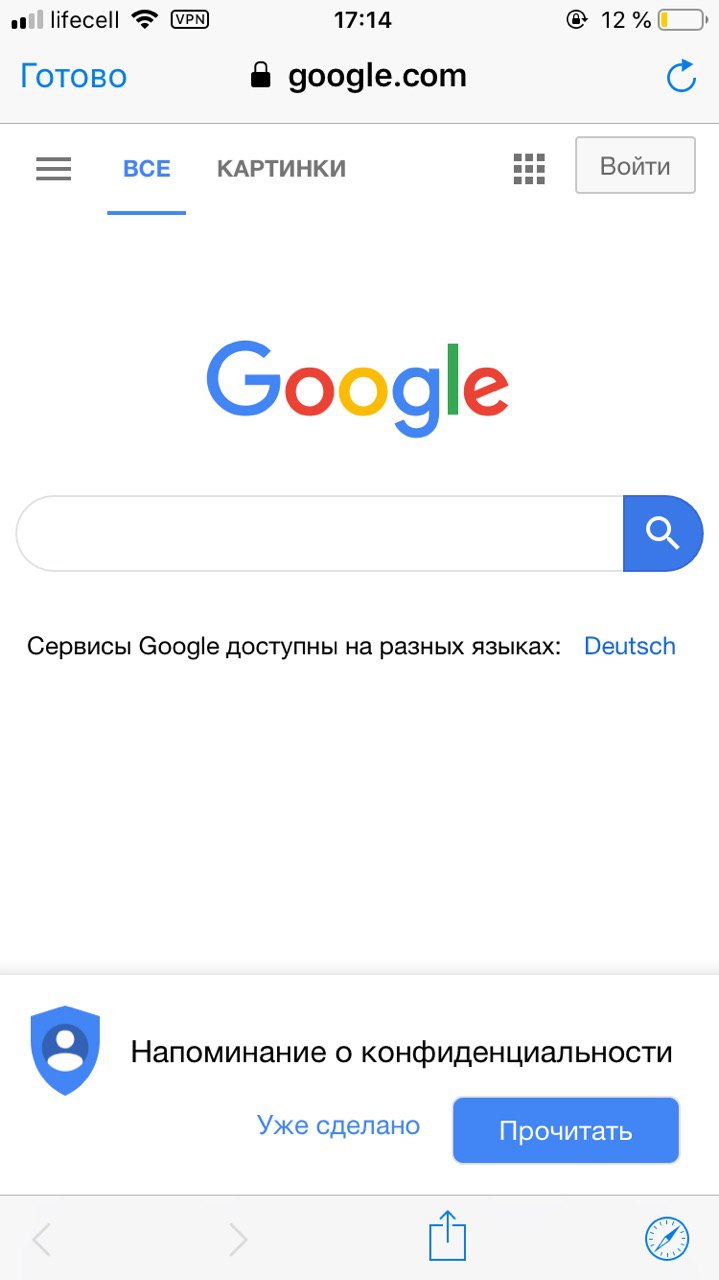 lifecell VPN 17:14 12 %
Готово google.com
ВСЕ КАРТИНКИ Войти
Google
Сервисы Google доступны на разных языках: Deutsch
Напоминание о конфиденциальности
Уже сделано Прочитать